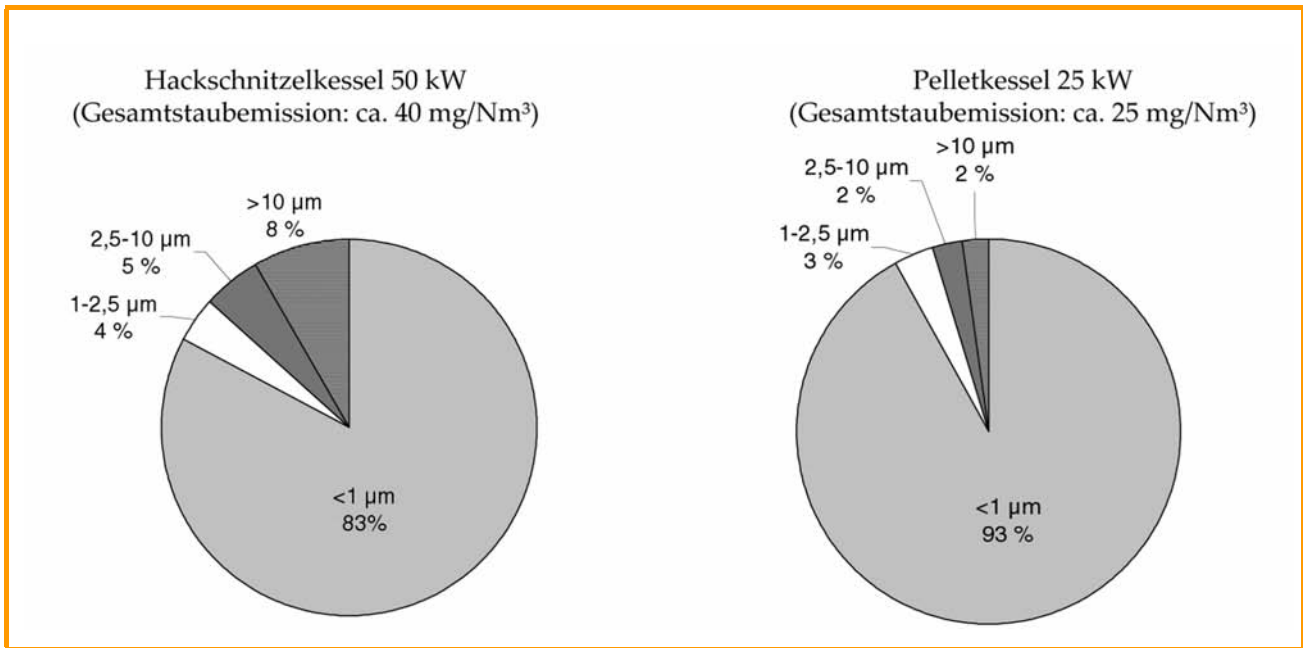 Hackschnitzelkessel 50 kW
(Gesamtstaubemission: ca. 40 mg/Nm³)
>10 µm
8 %
2,5-10 µm
5 %
1-2,5 µm
4 %
<1 µm
83%
Pelletkessel 25 kW
(Gesamtstaubemission: ca. 25 mg/Nm³)
>10 µm
2 %
2,5-10 µm
2 %
1-2,5 µm
3 %
<1 µm
93 %